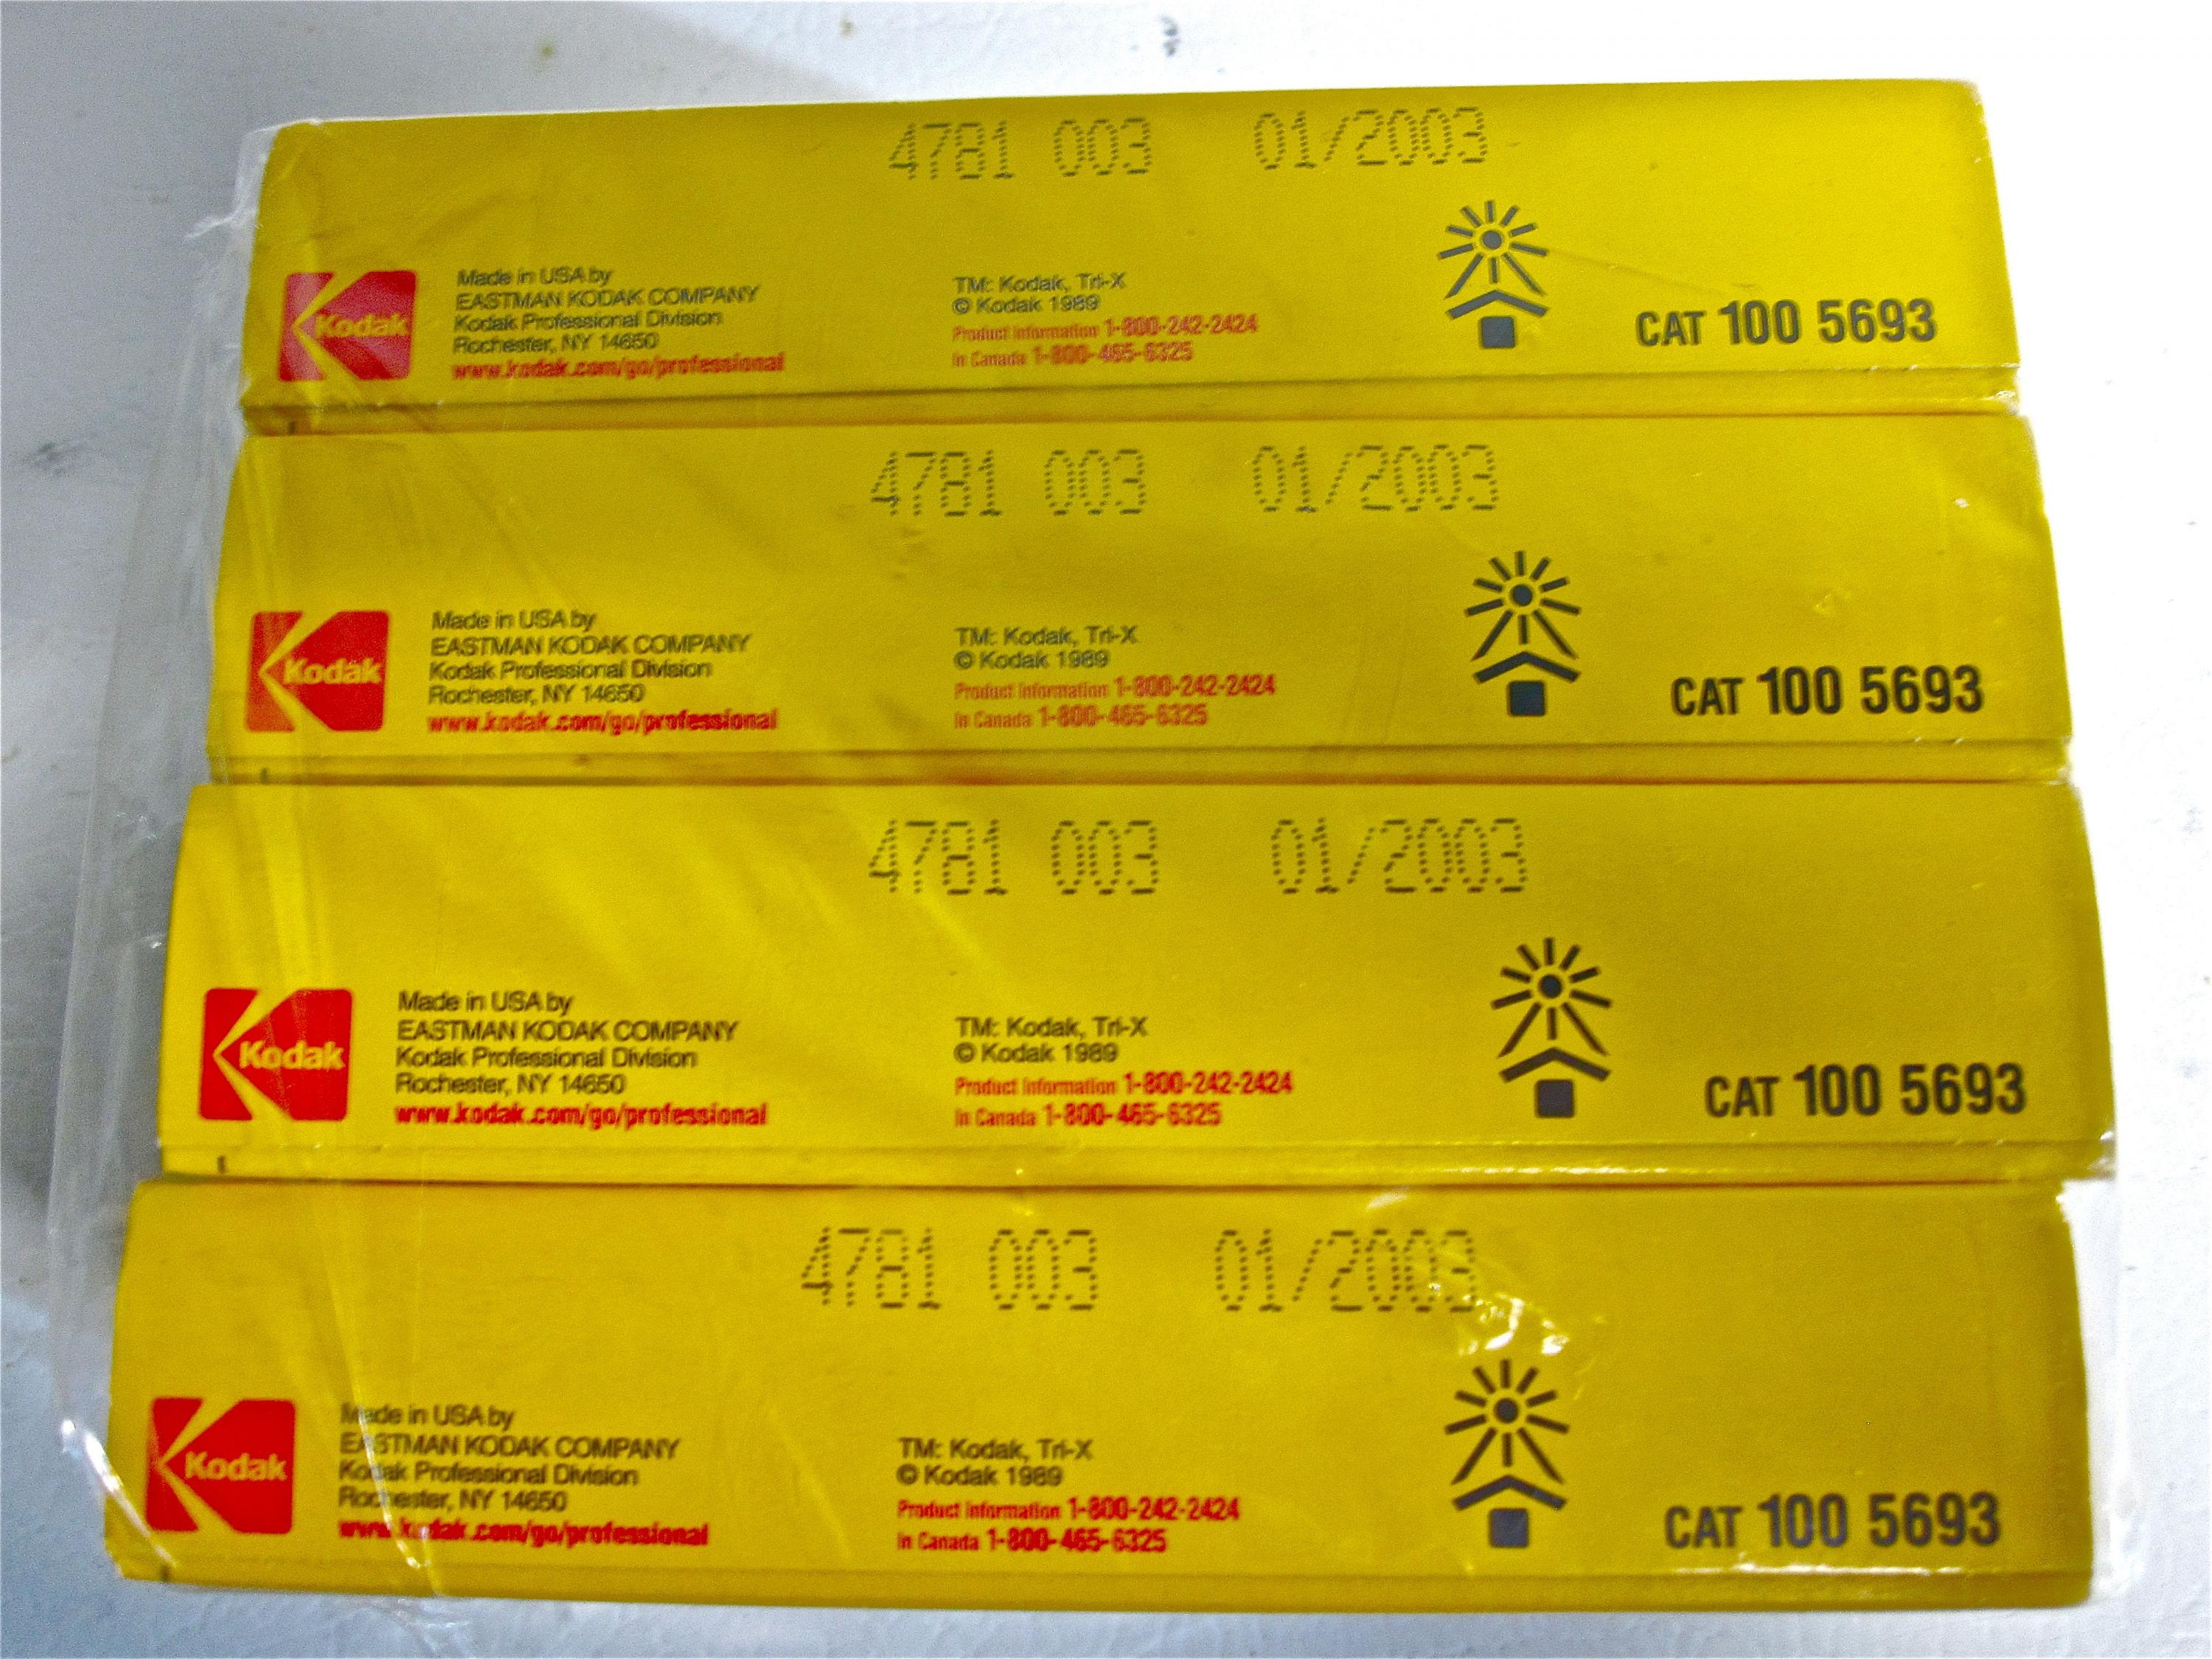 4781 003 01/2003
Kodak
Made in USA by
EASTMAN KODAK COMPANY
Kodak Professional Division
Rochester, NY 14650
www.kodak.com/go/professional
TM: Kodak, Tri-X
© Kodak 1989
Product Information 1-800-242-2424
In Canada 1-800-465-6325
CAT 100 5693
4781 003 01/2003
Kodak
Made in USA by
EASTMAN KODAK COMPANY
Kodak Professional Division
Rochester, NY 14650
www.kodak.com/go/professional
TM: Kodak, Tri-X
© Kodak 1989
Product Information 1-800-242-2424
In Canada 1-800-465-6325
CAT 100 5693
4781 003 01/2003
Kodak
Made in USA by
EASTMAN KODAK COMPANY
Kodak Professional Division
Rochester, NY 14650
www.kodak.com/go/professional
TM: Kodak, Tri-X
© Kodak 1989
Product Information 1-800-242-2424
In Canada 1-800-465-6325
CAT 100 5693
4781 003 01/2003
Kodak
Made in USA by
EASTMAN KODAK COMPANY
Kodak Professional Division
Rochester, NY 14650
www.kodak.com/go/professional
TM: Kodak, Tri-X
© Kodak 1989
Product Information 1-800-242-2424
In Canada 1-800-465-6325
CAT 100 5693